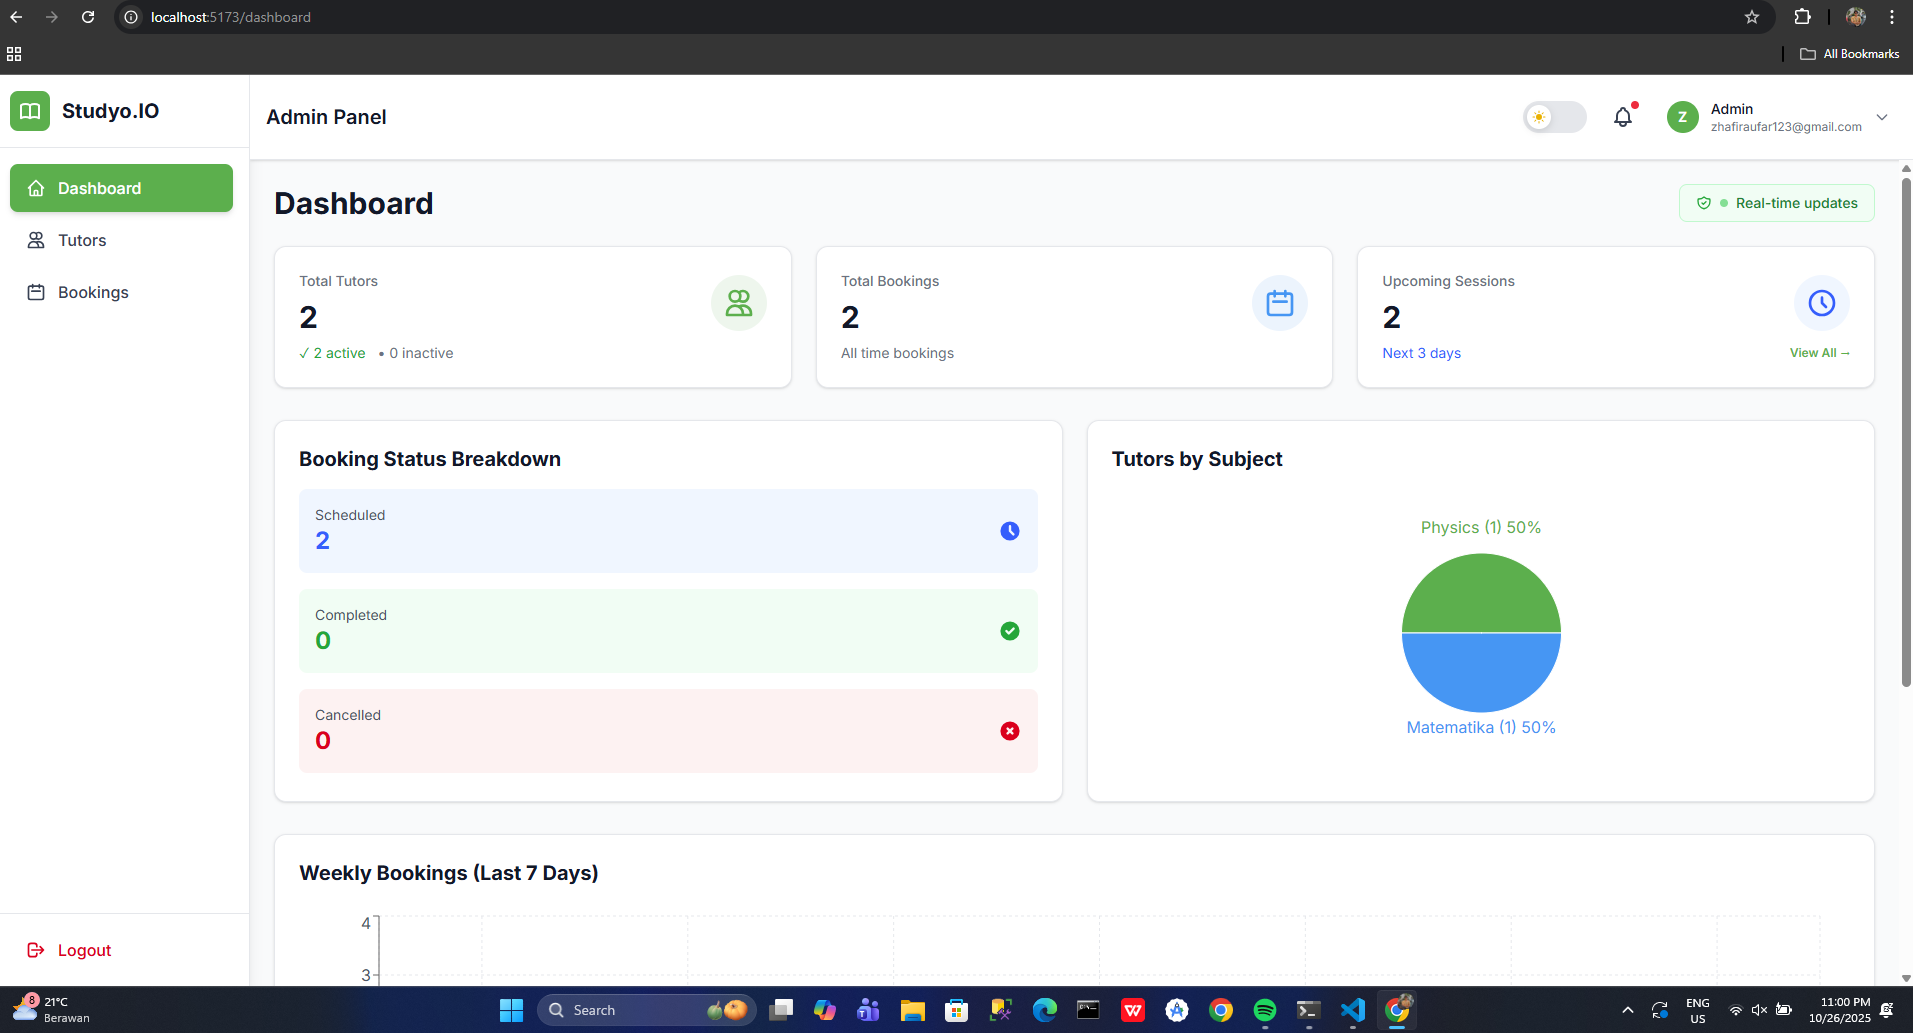 localhost:5173/dashboard
All Bookmarks
Studyo.IO
Admin Panel
Z
Admin
zhafiraufar123@gmail.com
Dashboard
Tutors
Bookings
Logout
Dashboard
Real-time updates
Total Tutors
2
✓ 2 active • 0 inactive
Total Bookings
2
All time bookings
Upcoming Sessions
2
Next 3 days
View All →
Booking Status Breakdown
Scheduled
2
Completed
0
Cancelled
0
Tutors by Subject
Physics (1) 50%
Matematika (1) 50%
Weekly Bookings (Last 7 Days)
4
3
8
21°C
Berawan
Search
ENG
US
11:00 PM
10/26/2025